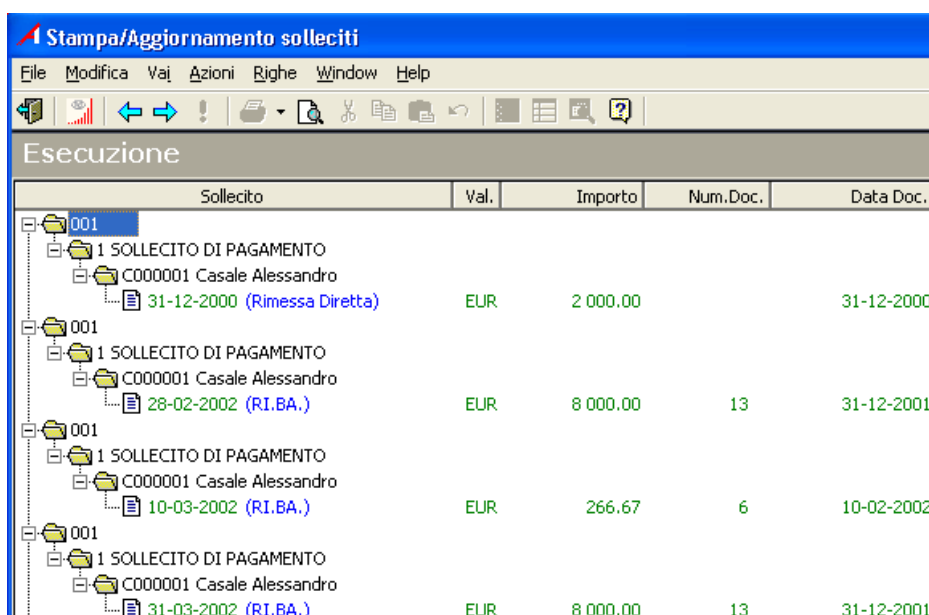 Stampa/Aggiornamento solleciti
File Modifica Vai Azioni Righe Window Help
Esecuzione
Sollecito Val. Importo Num.Doc. Data Doc.
001
1 SOLLECITO DI PAGAMENTO
C000001 Casale Alessandro
31-12-2000 (Rimessa Diretta) EUR 2 000.00 31-12-2000
001
1 SOLLECITO DI PAGAMENTO
C000001 Casale Alessandro
28-02-2002 (RI.BA.) EUR 8 000.00 13 31-12-2001
001
1 SOLLECITO DI PAGAMENTO
C000001 Casale Alessandro
10-03-2002 (RI.BA.) EUR 266.67 6 10-02-2002
001
1 SOLLECITO DI PAGAMENTO
C000001 Casale Alessandro
31-03-2002 (RI.BA.) EUR 8 000.00 13 31-12-2001